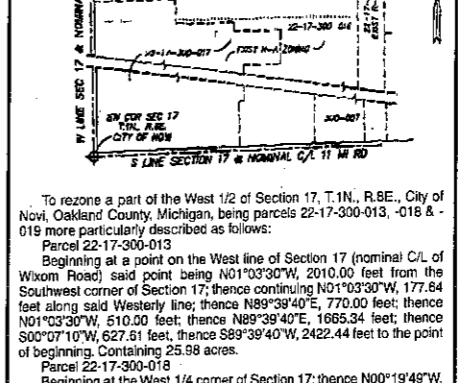 22-17-300 018
22-17-300-017
EXIST R-A ZONING
W LINE SEC 17 & NOMINAL
SW COR SEC 17
T.1N., R.8E.
CITY OF NOVI
300-007
S LINE SECTION 17 & NOMINAL C/L 11 MI RD
To rezone a part of the West 1/2 of Section 17, T.1N., R.8E., City of
Novi, Oakland County, Michigan, being parcels 22-17-300-013, -018 & -
019 more particularly described as follows:
Parcel 22-17-300-013
Beginning at a point on the West line of Section 17 (nominal C/L of
Wixom Road) said point being N01°03'30"W, 2010.00 feet from the
Southwest corner of Section 17; thence continuing N01°03'30"W, 177.64
feet along said Westerly line; thence N89°39'40"E, 770.00 feet; thence
N01°03'30"W, 510.00 feet; thence N89°39'40"E, 1665.34 feet; thence
S00°07'10"W, 627.61 feet, thence S89°39'40"W, 2422.44 feet to the point
of beginning. Containing 25.98 acres.
Parcel 22-17-300-018
Beginning at the West 1/4 corner of Section 17; thence N00°19'49"W,